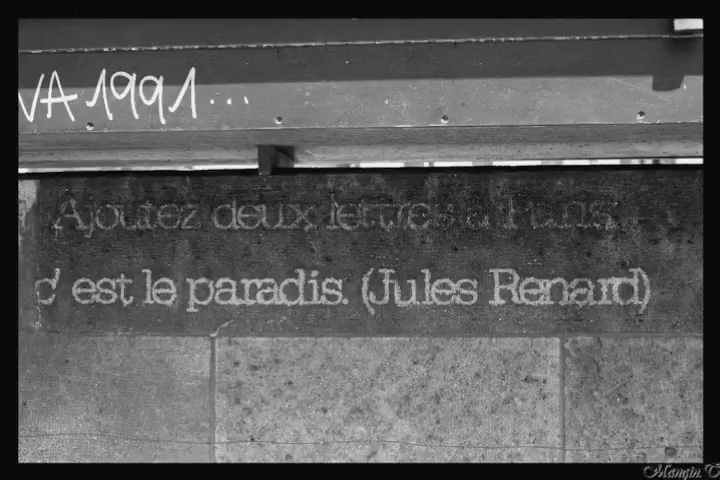 VA 1991...
Ajoutez deux lettres à Paris
c' est le paradis. (Jules Renard)
Mangin.C